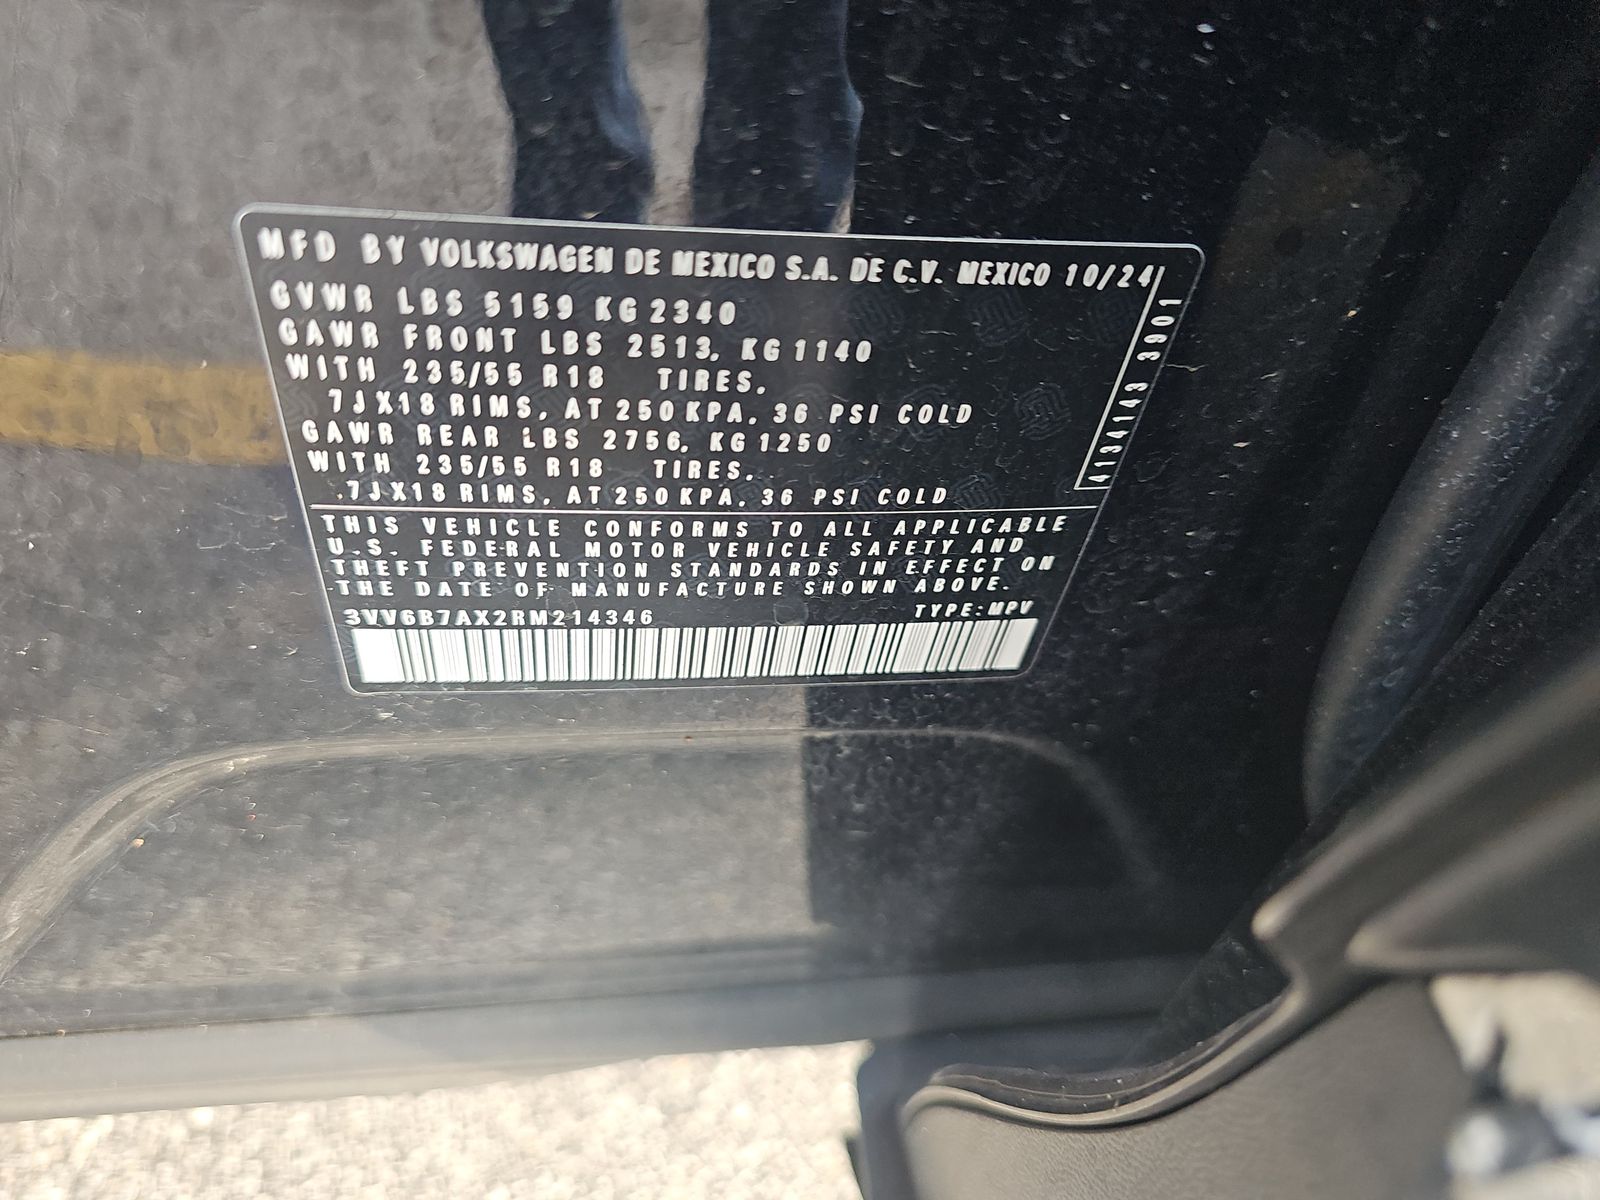 MFD BY VOLKSWAGEN DE MEXICO S.A. DE C.V. MEXICO 10/24
GVWR LBS 5159 KG 2340
GAWR FRONT LBS 2513, KG 1140
WITH 235/55 R18 TIRES,
7JX18 RIMS, AT 250 KPA, 36 PSI COLD
GAWR REAR LBS 2756, KG 1250
WITH 235/55 R18 TIRES,
7JX18 RIMS, AT 250 KPA, 36 PSI COLD
4134143 3901
THIS VEHICLE CONFORMS TO ALL APPLICABLE
U.S. FEDERAL MOTOR VEHICLE SAFETY AND
THEFT PREVENTION STANDARDS IN EFFECT ON
THE DATE OF MANUFACTURE SHOWN ABOVE.
3VV6B7AX2RM214346 TYPE:MPV